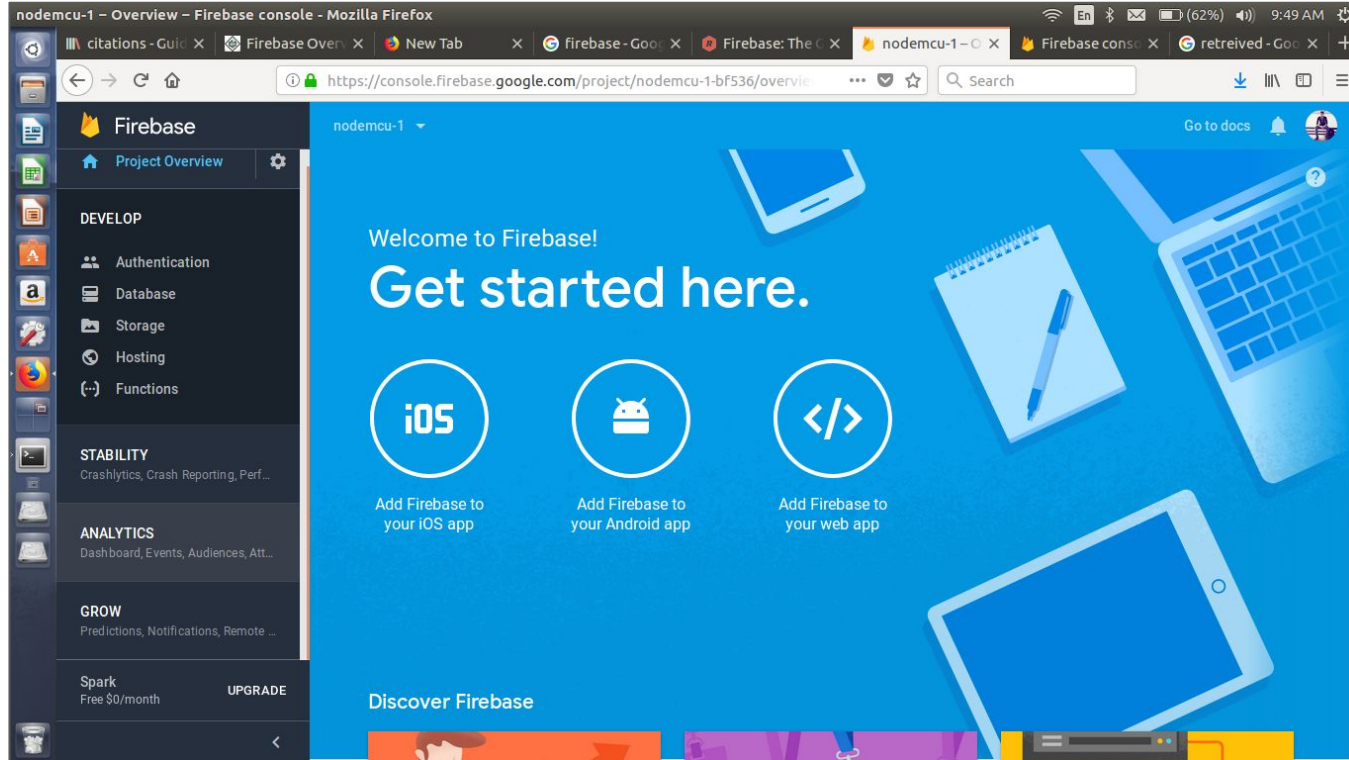 nodemcu-1 – Overview – Firebase console - Mozilla Firefox
En (62%) 9:49 AM
citations - Guid
Firebase Overv
New Tab
firebase - Goog
Firebase: The
nodemcu-1 – O
Firebase conso
retreived - Goo
https://console.firebase.google.com/project/nodemcu-1-bf536/overvie
Search
Firebase
nodemcu-1
Go to docs
Project Overview
DEVELOP
Authentication
Database
Storage
Hosting
Functions
STABILITY
Crashlytics, Crash Reporting, Perf...
ANALYTICS
Dashboard, Events, Audiences, Att...
GROW
Predictions, Notifications, Remote ...
Spark
Free $0/month
UPGRADE
Welcome to Firebase!
Get started here.
iOS
</>
Add Firebase to
your iOS app
Add Firebase to
your Android app
Add Firebase to
your web app
Discover Firebase